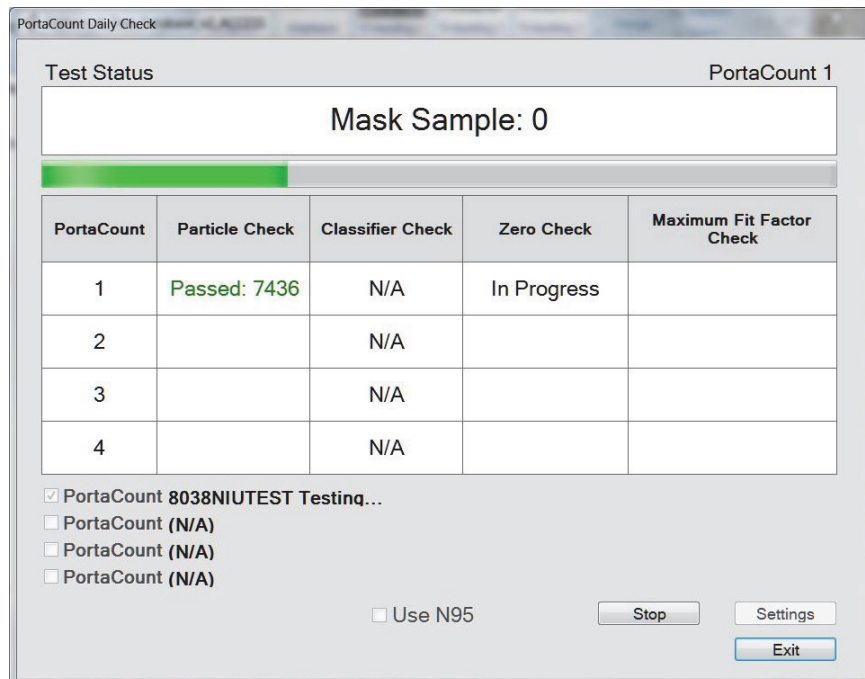 PortaCount Daily Check
Test Status PortaCount 1
Mask Sample: 0
PortaCount Particle Check Classifier Check Zero Check Maximum Fit Factor Check
1 Passed: 7436 N/A In Progress
2 N/A
3 N/A
4 N/A
PortaCount 8038NIUTEST Testing...
PortaCount (N/A)
PortaCount (N/A)
PortaCount (N/A)
Use N95 Stop Settings
Exit